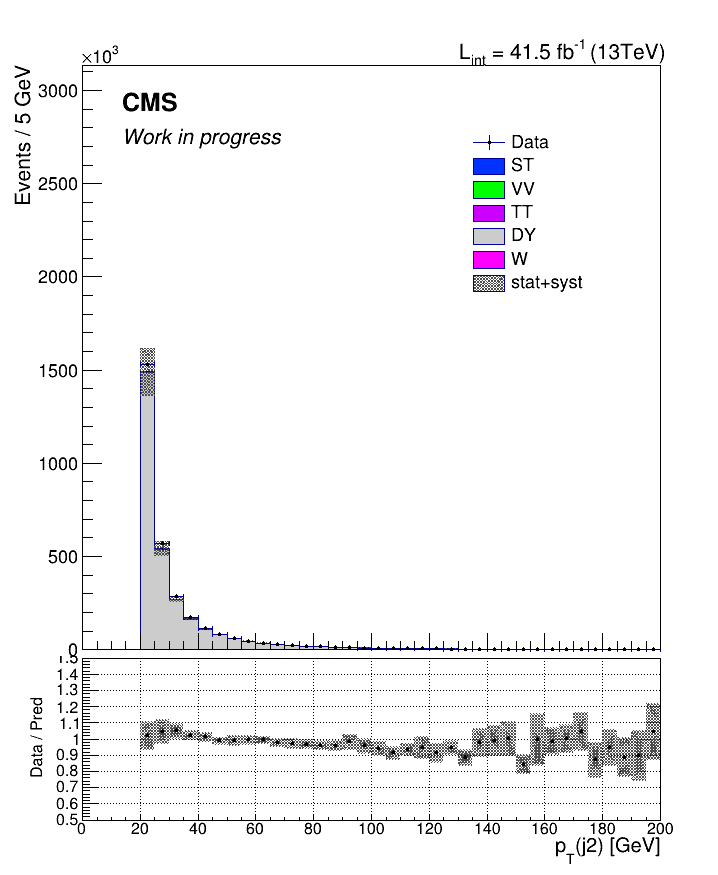 ×10³
L_int = 41.5 fb⁻¹ (13TeV)
Events / 5 GeV
3000
2500
2000
1500
1000
500
0
CMS
Work in progress
Data
ST
VV
TT
DY
W
stat+syst
Data / Pred
1.5
1.4
1.3
1.2
1.1
1
0.9
0.8
0.7
0.6
0.5
0 20 40 60 80 100 120 140 160 180 200
p_T(j2) [GeV]